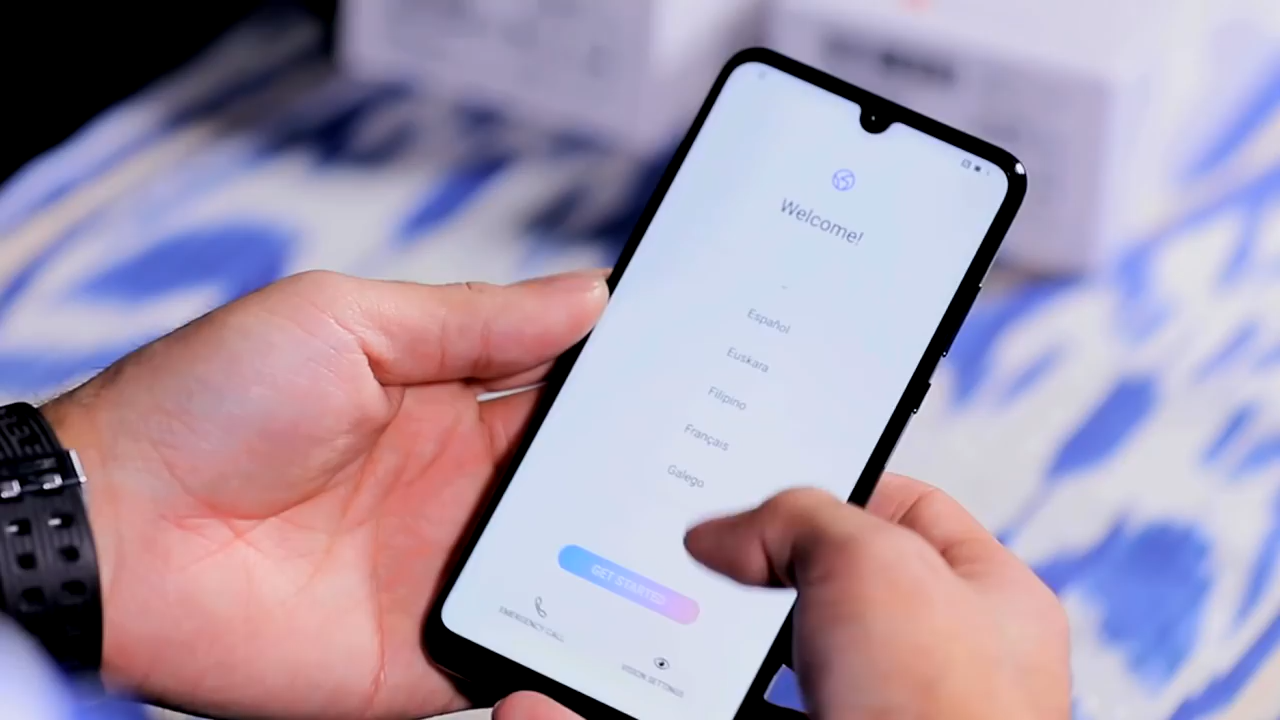 Welcome!
Español
Euskara
Filipino
Français
Galego
GET STARTED
EMERGENCY CALL
VISION SETTINGS